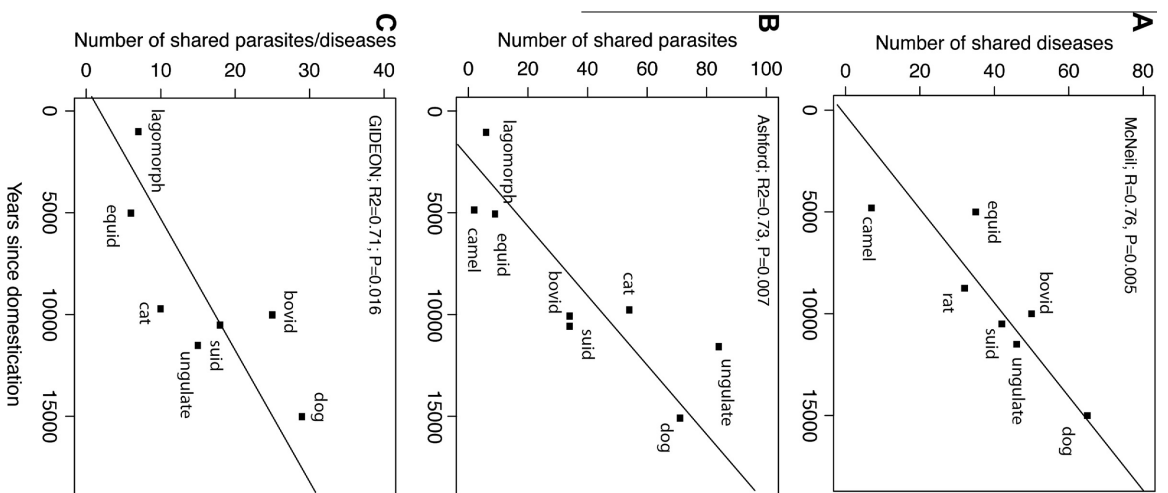 A
Number of shared diseases
0 20 40 60 80
McNeil; R=0.76, P=0.005
0
5000
10000
15000
equid
camel
bovid
rat
suid
ungulate
dog
B
Number of shared parasites
0 20 40 60 80 100
Ashford; R2=0.73, P=0.007
0
5000
10000
15000
lagomorph
camel
equid
bovid
cat
suid
ungulate
dog
C
Number of shared parasites/diseases
0 10 20 30 40
GIDEON; R2=0.71; P=0.016
0
5000
10000
15000
lagomorph
equid
cat
bovid
suid
ungulate
dog
Years since domestication